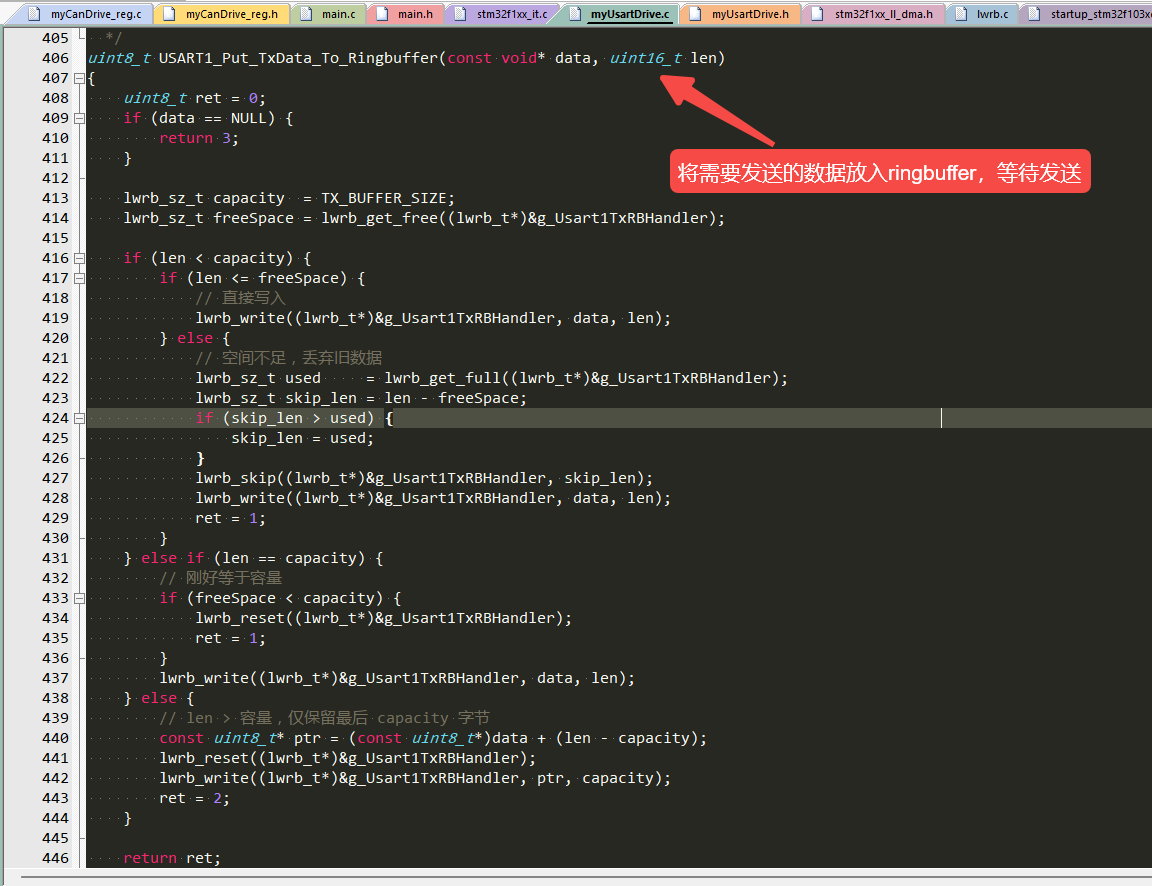 myCanDrive_reg.c myCanDrive_reg.h main.c main.h stm32f1xx_it.c myUsartDrive.c myUsartDrive.h stm32f1xx_ll_dma.h lwrb.c startup_stm32f103xe
405 */
406 uint8_t USART1_Put_TxData_To_Ringbuffer(const void* data, uint16_t len)
407 {
408 uint8_t ret = 0;
409 if (data == NULL) {
410 return 3;
411 }
将需要发送的数据放入ringbuffer，等待发送
412
413 lwrb_sz_t capacity  = TX_BUFFER_SIZE;
414 lwrb_sz_t freeSpace = lwrb_get_free((lwrb_t*)&g_Usart1TxRBHandler);
415
416 if (len < capacity) {
417 if (len <= freeSpace) {
418 // 直接写入
419 lwrb_write((lwrb_t*)&g_Usart1TxRBHandler, data, len);
420 } else {
421 // 空间不足，丢弃旧数据
422 lwrb_sz_t used     = lwrb_get_full((lwrb_t*)&g_Usart1TxRBHandler);
423 lwrb_sz_t skip_len = len - freeSpace;
424 if (skip_len > used) {
425 skip_len = used;
426 }
427 lwrb_skip((lwrb_t*)&g_Usart1TxRBHandler, skip_len);
428 lwrb_write((lwrb_t*)&g_Usart1TxRBHandler, data, len);
429 ret = 1;
430 }
431 } else if (len == capacity) {
432 // 刚好等于容量
433 if (freeSpace < capacity) {
434 lwrb_reset((lwrb_t*)&g_Usart1TxRBHandler);
435 ret = 1;
436 }
437 lwrb_write((lwrb_t*)&g_Usart1TxRBHandler, data, len);
438 } else {
439 // len > 容量，仅保留最后 capacity 字节
440 const uint8_t* ptr = (const uint8_t*)data + (len - capacity);
441 lwrb_reset((lwrb_t*)&g_Usart1TxRBHandler);
442 lwrb_write((lwrb_t*)&g_Usart1TxRBHandler, ptr, capacity);
443 ret = 2;
444 }
445
446 return ret;